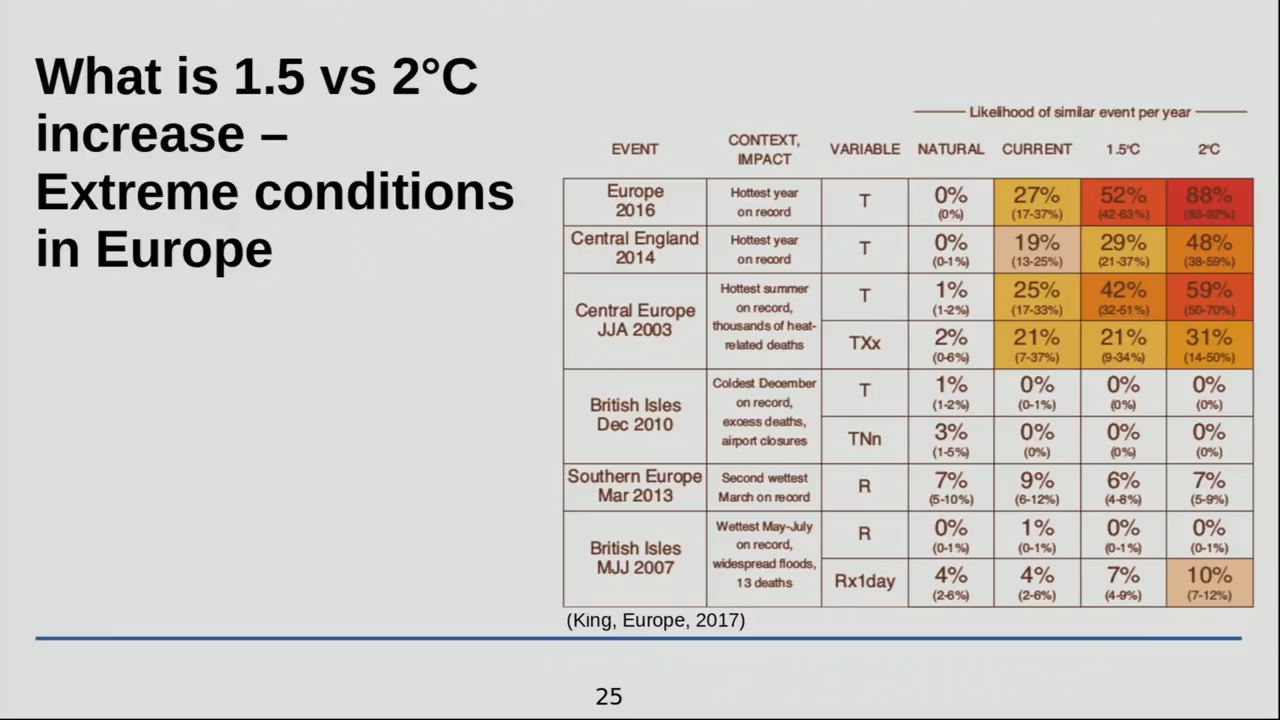 What is 1.5 vs 2°C
increase –
Extreme conditions
in Europe
Likelihood of similar event per year
EVENT CONTEXT, IMPACT VARIABLE NATURAL CURRENT 1.5°C 2°C
Europe 2016 Hottest year on record T 0% (0%) 27% (17-37%) 52% (42-63%) 88% (83-92%)
Central England 2014 Hottest year on record T 0% (0-1%) 19% (13-25%) 29% (21-37%) 48% (38-59%)
Central Europe JJA 2003 Hottest summer on record, thousands of heat-related deaths T 1% (1-2%) 25% (17-33%) 42% (32-51%) 59% (50-70%)
TXx 2% (0-6%) 21% (7-37%) 21% (9-34%) 31% (14-50%)
British Isles Dec 2010 Coldest December on record, excess deaths, airport closures T 1% (1-2%) 0% (0-1%) 0% (0%) 0% (0%)
TNn 3% (1-5%) 0% (0%) 0% (0%) 0% (0%)
Southern Europe Mar 2013 Second wettest March on record R 7% (5-10%) 9% (6-12%) 6% (4-8%) 7% (5-9%)
British Isles MJJ 2007 Wettest May-July on record, widespread floods, 13 deaths R 0% (0-1%) 1% (0-1%) 0% (0-1%) 0% (0-1%)
Rx1day 4% (2-6%) 4% (2-6%) 7% (4-9%) 10% (7-12%)
(King, Europe, 2017)
25